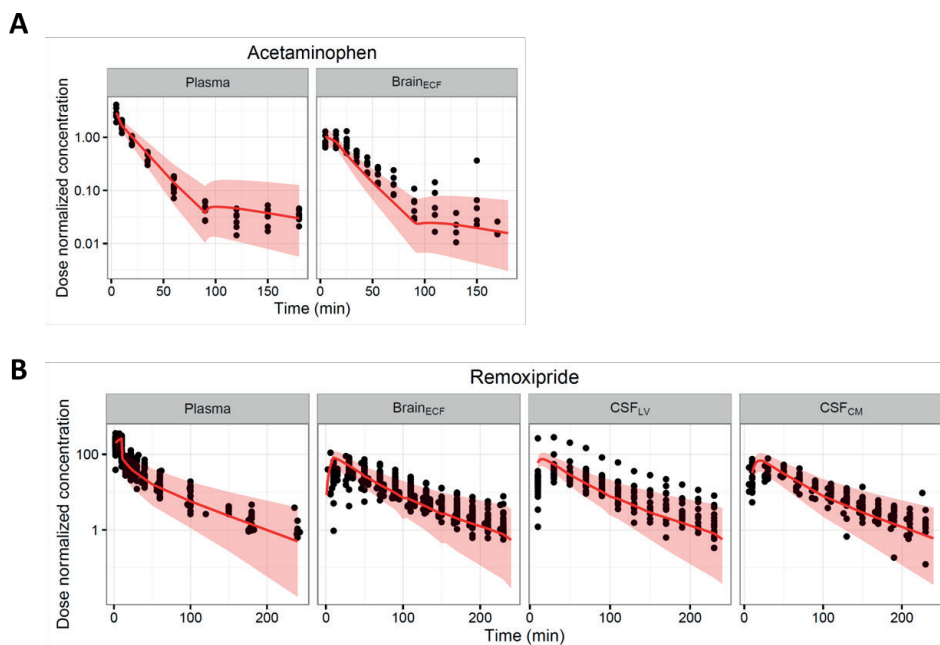 A
Acetaminophen
Plasma BrainECF
Dose normalized concentration
1.00
0.10
0.01
0 50 100 150 0 50 100 150
Time (min)
B
Remoxipride
Plasma BrainECF CSFLV CSFCM
Dose normalized concentration
100
1
0 100 200 0 100 200 0 100 200 0 100 200
Time (min)